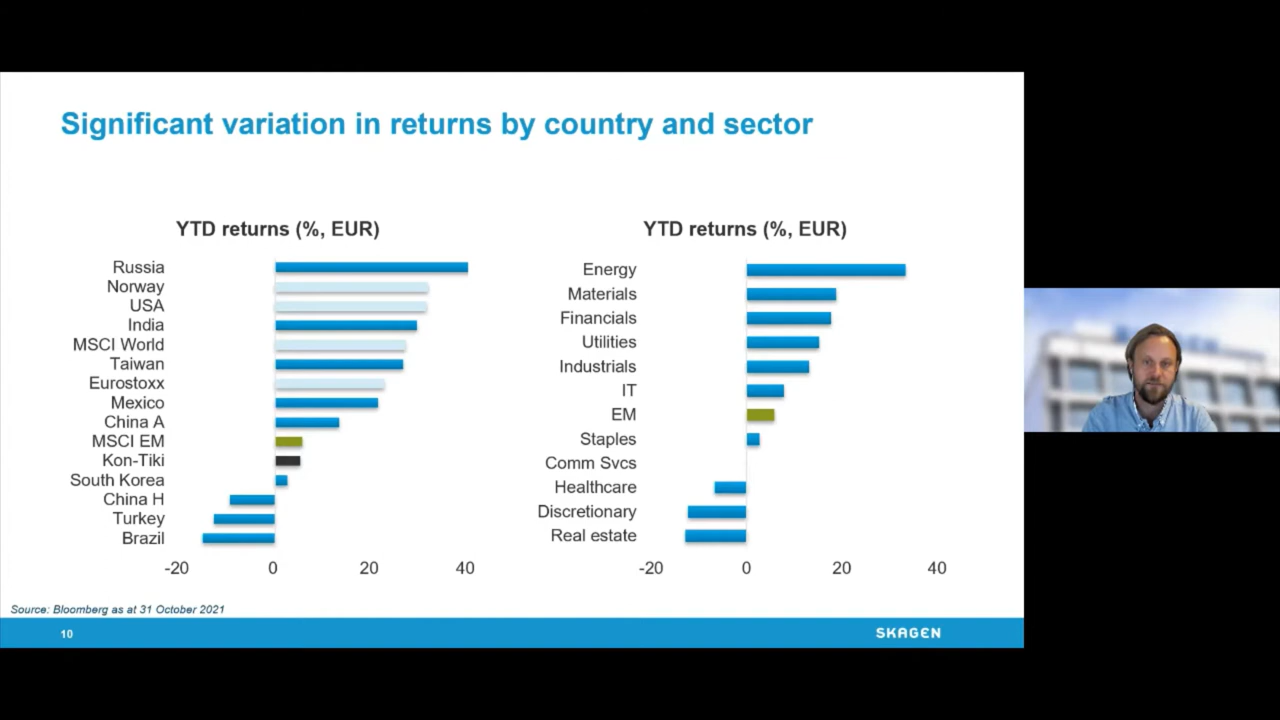 Significant variation in returns by country and sector
YTD returns (%, EUR)
Russia
Norway
USA
India
MSCI World
Taiwan
Eurostoxx
Mexico
China A
MSCI EM
Kon-Tiki
South Korea
China H
Turkey
Brazil
-20 0 20 40
YTD returns (%, EUR)
Energy
Materials
Financials
Utilities
Industrials
IT
EM
Staples
Comm Svcs
Healthcare
Discretionary
Real estate
-20 0 20 40
Source: Bloomberg as at 31 October 2021
10
SKAGEN